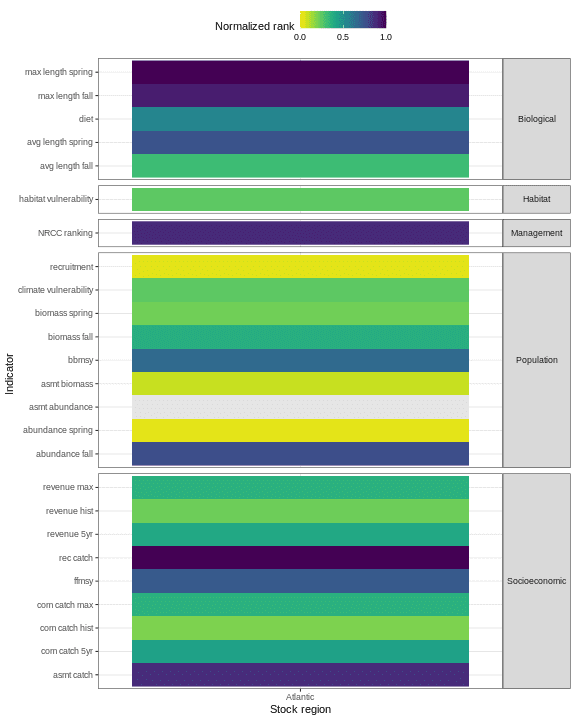 Normalized rank
0.0 0.5 1.0
max length spring
max length fall
diet
avg length spring
avg length fall
Biological
habitat vulnerability
Habitat
NRCC ranking
Management
recruitment
climate vulnerability
biomass spring
biomass fall
bbmsy
asmt biomass
asmt abundance
abundance spring
abundance fall
Population
revenue max
revenue hist
revenue 5yr
rec catch
ffmsy
com catch max
com catch hist
com catch 5yr
asmt catch
Socioeconomic
Indicator
Atlantic
Stock region